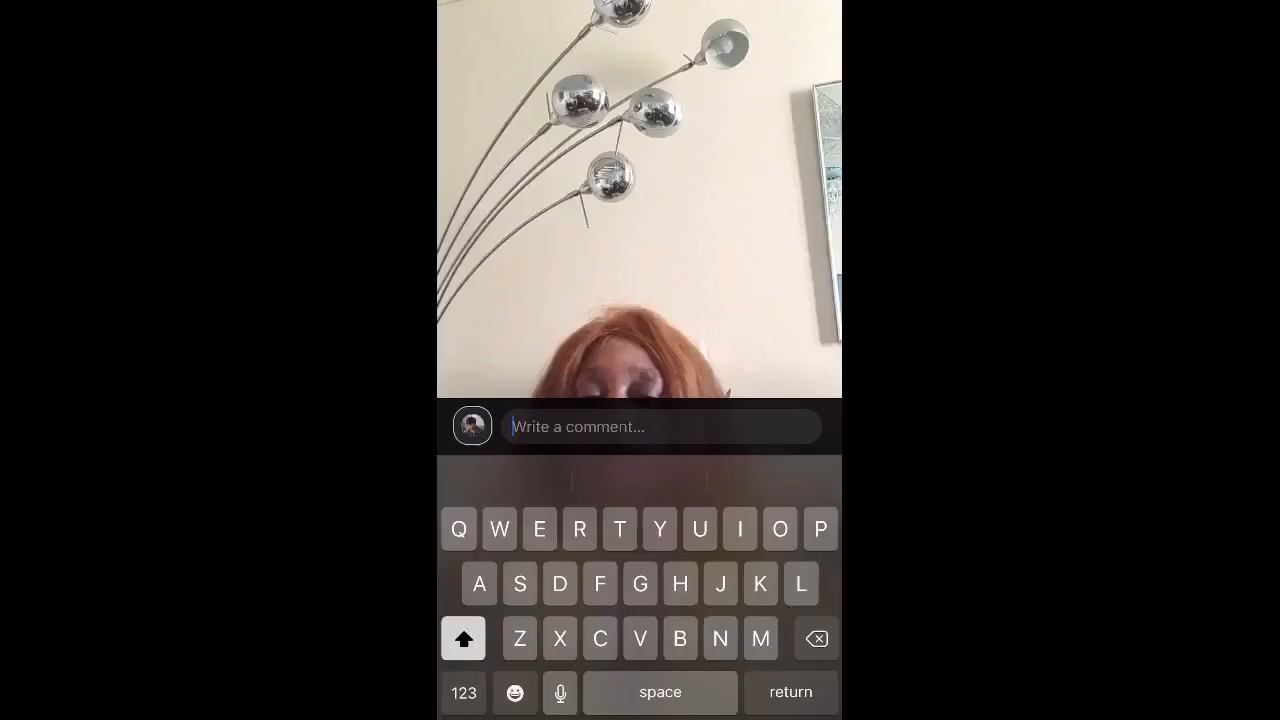 Write a comment...
Q W E R T Y U I O P
A S D F G H J K L
Z X C V B N M
123 space return